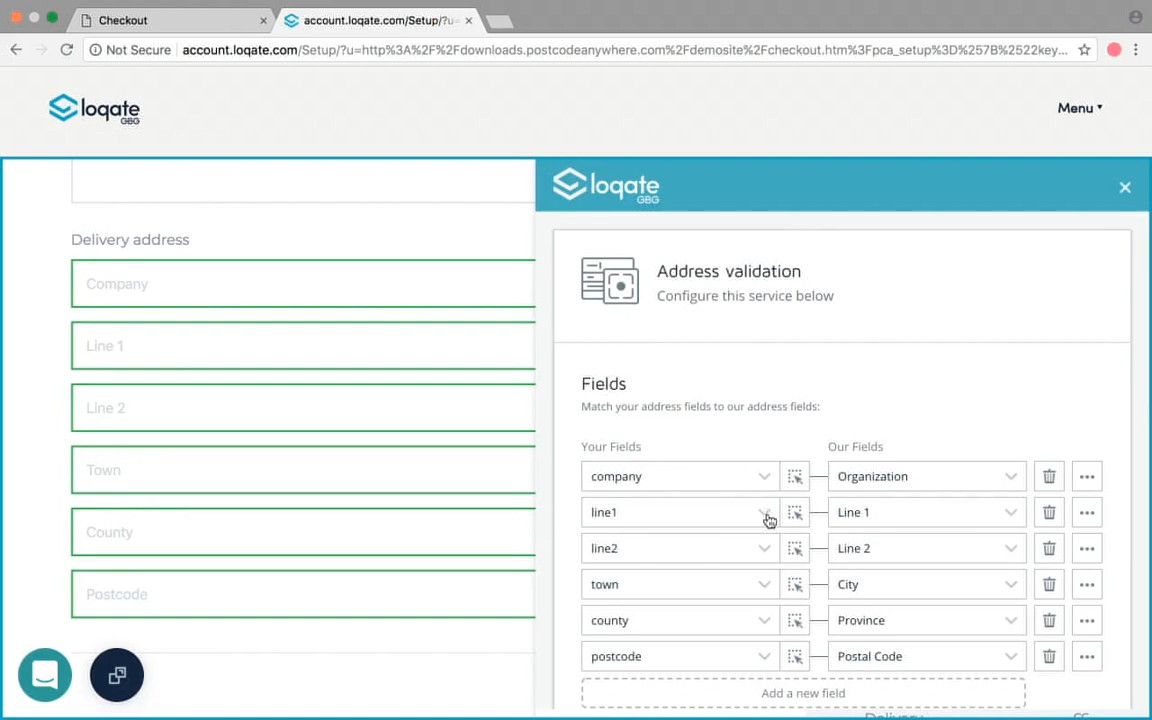 Checkout
account.loqate.com/Setup/?u=
Not Secure
account.loqate.com/Setup/?u=http%3A%2F%2Fdownloads.postcodeanywhere.com%2Fdemosite%2Fcheckout.htm%3Fpca_setup%3D%257B%2522key...
loqate
GBG
Menu
loqate
GBG
Delivery address
Company
Line 1
Line 2
Town
County
Postcode
Address validation
Configure this service below
Fields
Match your address fields to our address fields:
Your Fields
Our Fields
company
Organization
line1
Line 1
line2
Line 2
town
City
county
Province
postcode
Postal Code
Add a new field
Delivery